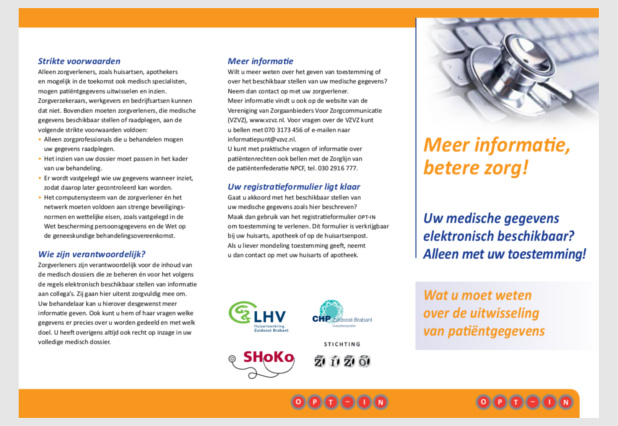 Strikte voorwaarden
Alleen zorgverleners, zoals huisartsen, apothekers
en mogelijk in de toekomst ook medisch specialisten,
mogen patiëntgegevens uitwisselen en inzien.
Zorgverzekeraars, werkgevers en bedrijfsartsen kunnen
dat niet. Bovendien moeten zorgverleners, die medische
gegevens beschikbaar stellen of raadplegen, aan de
volgende strikte voorwaarden voldoen:
• Alleen zorgprofessionals die u behandelen mogen
uw gegevens raadplegen.
• Het inzien van uw dossier moet passen in het kader
van uw behandeling.
• Er wordt vastgelegd wie uw gegevens wanneer inziet,
zodat daarop later gecontroleerd kan worden.
• Het computersysteem van de zorgverlener én het
netwerk moeten voldoen aan strenge beveiligings-
normen en wettelijke eisen, zoals vastgelegd in de
Wet bescherming persoonsgegevens en de Wet op
de geneeskundige behandelingsovereenkomst.
Wie zijn verantwoordelijk?
Zorgverleners zijn verantwoordelijk voor de inhoud van
de medisch dossiers die ze beheren én voor het volgens
de regels elektronisch beschikbaar stellen van informatie
aan collega's. Zij gaan hier uiterst zorgvuldig mee om.
Uw behandelaar kan u hierover desgewenst meer
informatie geven. Ook kunt u hem of haar vragen welke
gegevens er precies over u worden gedeeld en met welk
doel. U heeft overigens altijd ook recht op inzage in uw
volledige medisch dossier.
Meer informatie
Wilt u meer weten over het geven van toestemming of
over het beschikbaar stellen van uw medische gegevens?
Neem dan contact op met uw zorgverlener.
Meer informatie vindt u ook op de website van de
Vereniging van Zorgaanbieders Voor Zorgcommunicatie
(VZVZ), www.vzvz.nl. Voor vragen over de VZVZ kunt
u bellen met 070 3173 456 of e-mailen naar
informatiepunt@vzvz.nl.
U kunt met praktische vragen of informatie over
patiëntenrechten ook bellen met de Zorglijn van
de patiëntenfederatie NPCF, tel. 030 2916 777.
Uw registratieformulier ligt klaar
Gaat u akkoord met het beschikbaar stellen van
uw medische gegevens zoals hier beschreven?
Maak dan gebruik van het registratieformulier OPT-IN
om toestemming te verlenen. Dit formulier is verkrijgbaar
bij uw huisarts, apotheek of op de huisartsenpost.
Als u liever mondeling toestemming geeft, neemt
u dan contact op met uw huisarts of apotheek.
LHV
Huisartsenkring
Zuidoost Brabant
CHP Zuidoost Brabant
SHoKo
STICHTING
ZIZO
OPT-IN
Meer informatie,
betere zorg!
Uw medische gegevens
elektronisch beschikbaar?
Alleen met uw toestemming!
Wat u moet weten
over de uitwisseling
van patiëntgegevens
OPT-IN